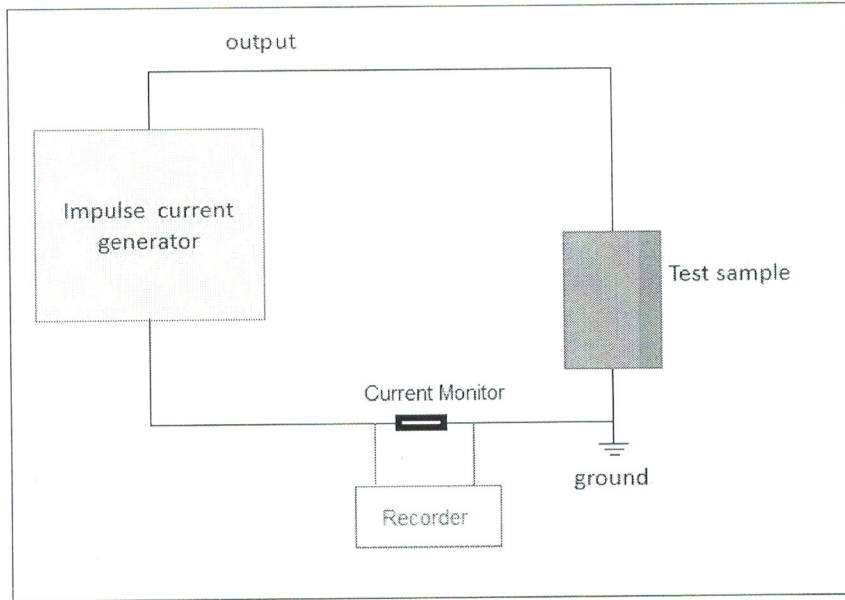 output
Impulse current
generator
Test sample
Current Monitor
ground
Recorder